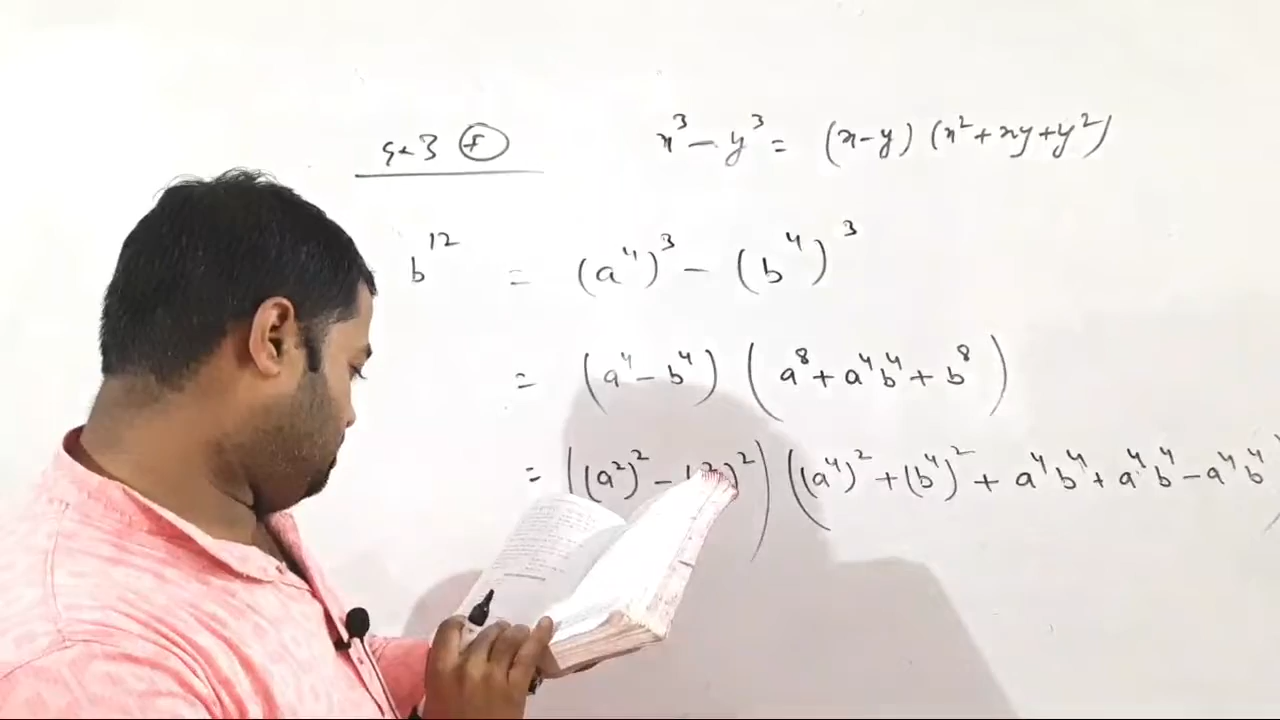 x³ - y³ = (x-y) (x²+xy+y²)
b¹² = (a⁴)³ - (b⁴)³
= (a⁴ - b⁴) (a⁸ + a⁴b⁴ + b⁸)
= ((a²)² - ( ²)²) ((a⁴)² + (b⁴)² + a⁴b⁴ + a⁴b⁴ - a⁴b⁴)